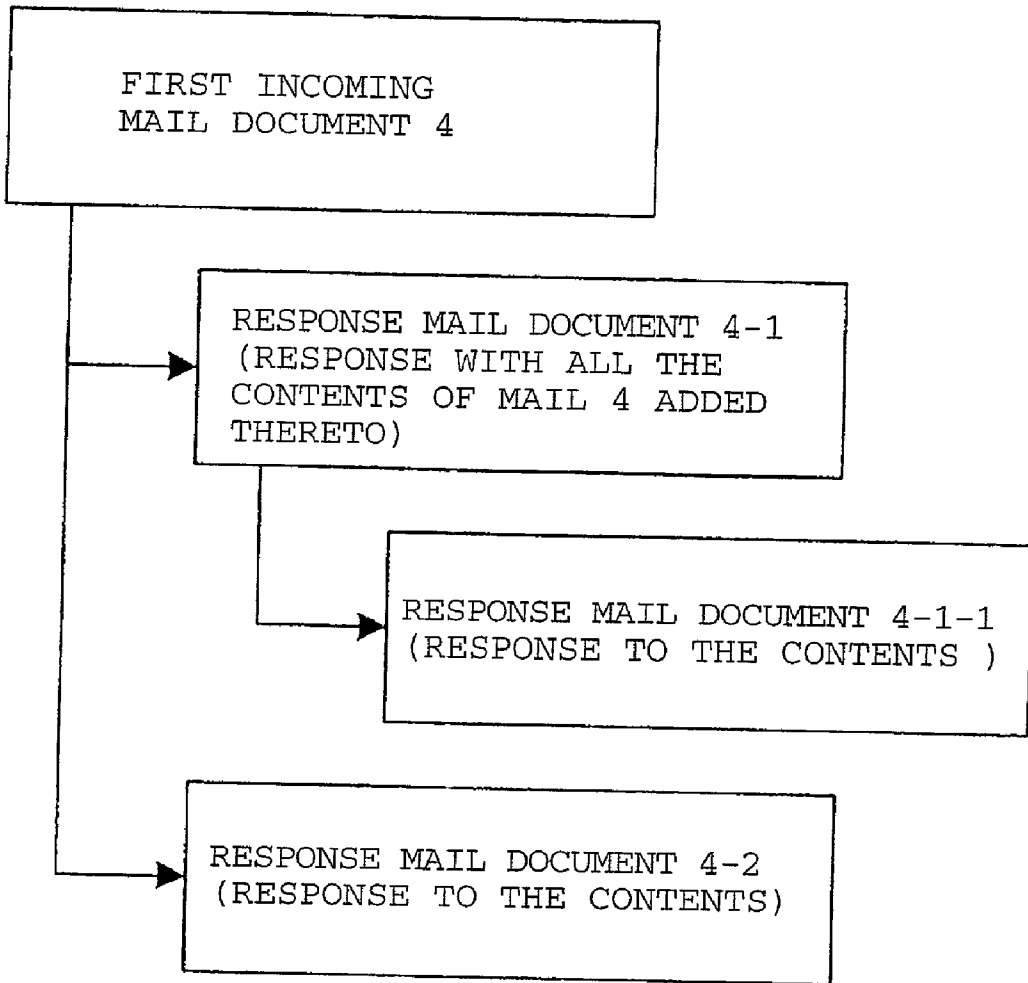 FIRST INCOMING
MAIL DOCUMENT 4
RESPONSE MAIL DOCUMENT 4-1
(RESPONSE WITH ALL THE
CONTENTS OF MAIL 4 ADDED
THERETO)
RESPONSE MAIL DOCUMENT 4-1-1
(RESPONSE TO THE CONTENTS )
RESPONSE MAIL DOCUMENT 4-2
(RESPONSE TO THE CONTENTS)